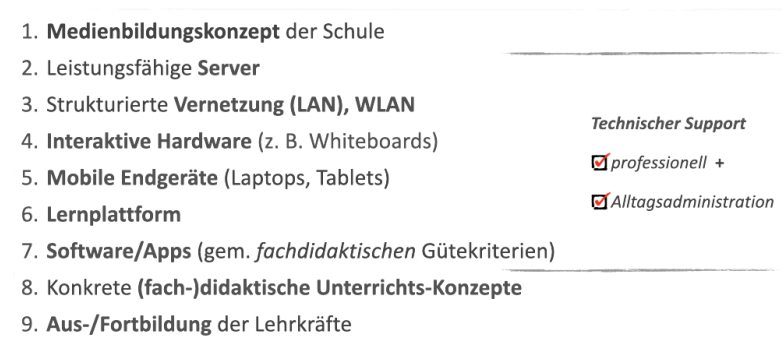 1. Medienbildungskonzept der Schule
2. Leistungsfähige Server
3. Strukturierte Vernetzung (LAN), WLAN
4. Interaktive Hardware (z. B. Whiteboards)
5. Mobile Endgeräte (Laptops, Tablets)
6. Lernplattform
7. Software/Apps (gem. fachdidaktischen Gütekriterien)
8. Konkrete (fach-)didaktische Unterrichts-Konzepte
9. Aus-/Fortbildung der Lehrkräfte
Technischer Support
professionell +
Alltagsadministration